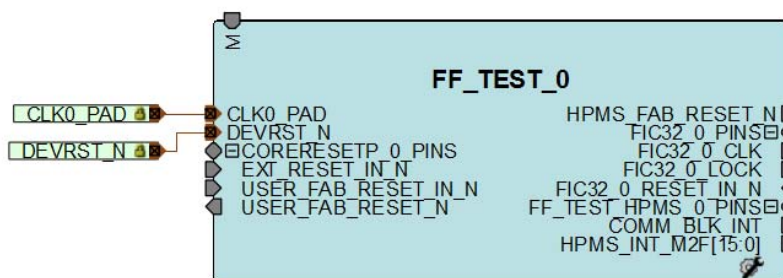 M
FF_TEST_0
CLK0_PAD
DEVRST_N
CLK0_PAD
DEVRST_N
CORERESETP_0_PINS
EXT_RESET_IN_N
USER_FAB_RESET_IN_N
USER_FAB_RESET_N
HPMS_FAB_RESET_N
FIC32_0_PINS
FIC32_0_CLK
FIC32_0_LOCK
FIC32_0_RESET_IN_N
FF_TEST_HPMS_0_PINS
COMM_BLK_INT
HPMS_INT_M2F[15:0]